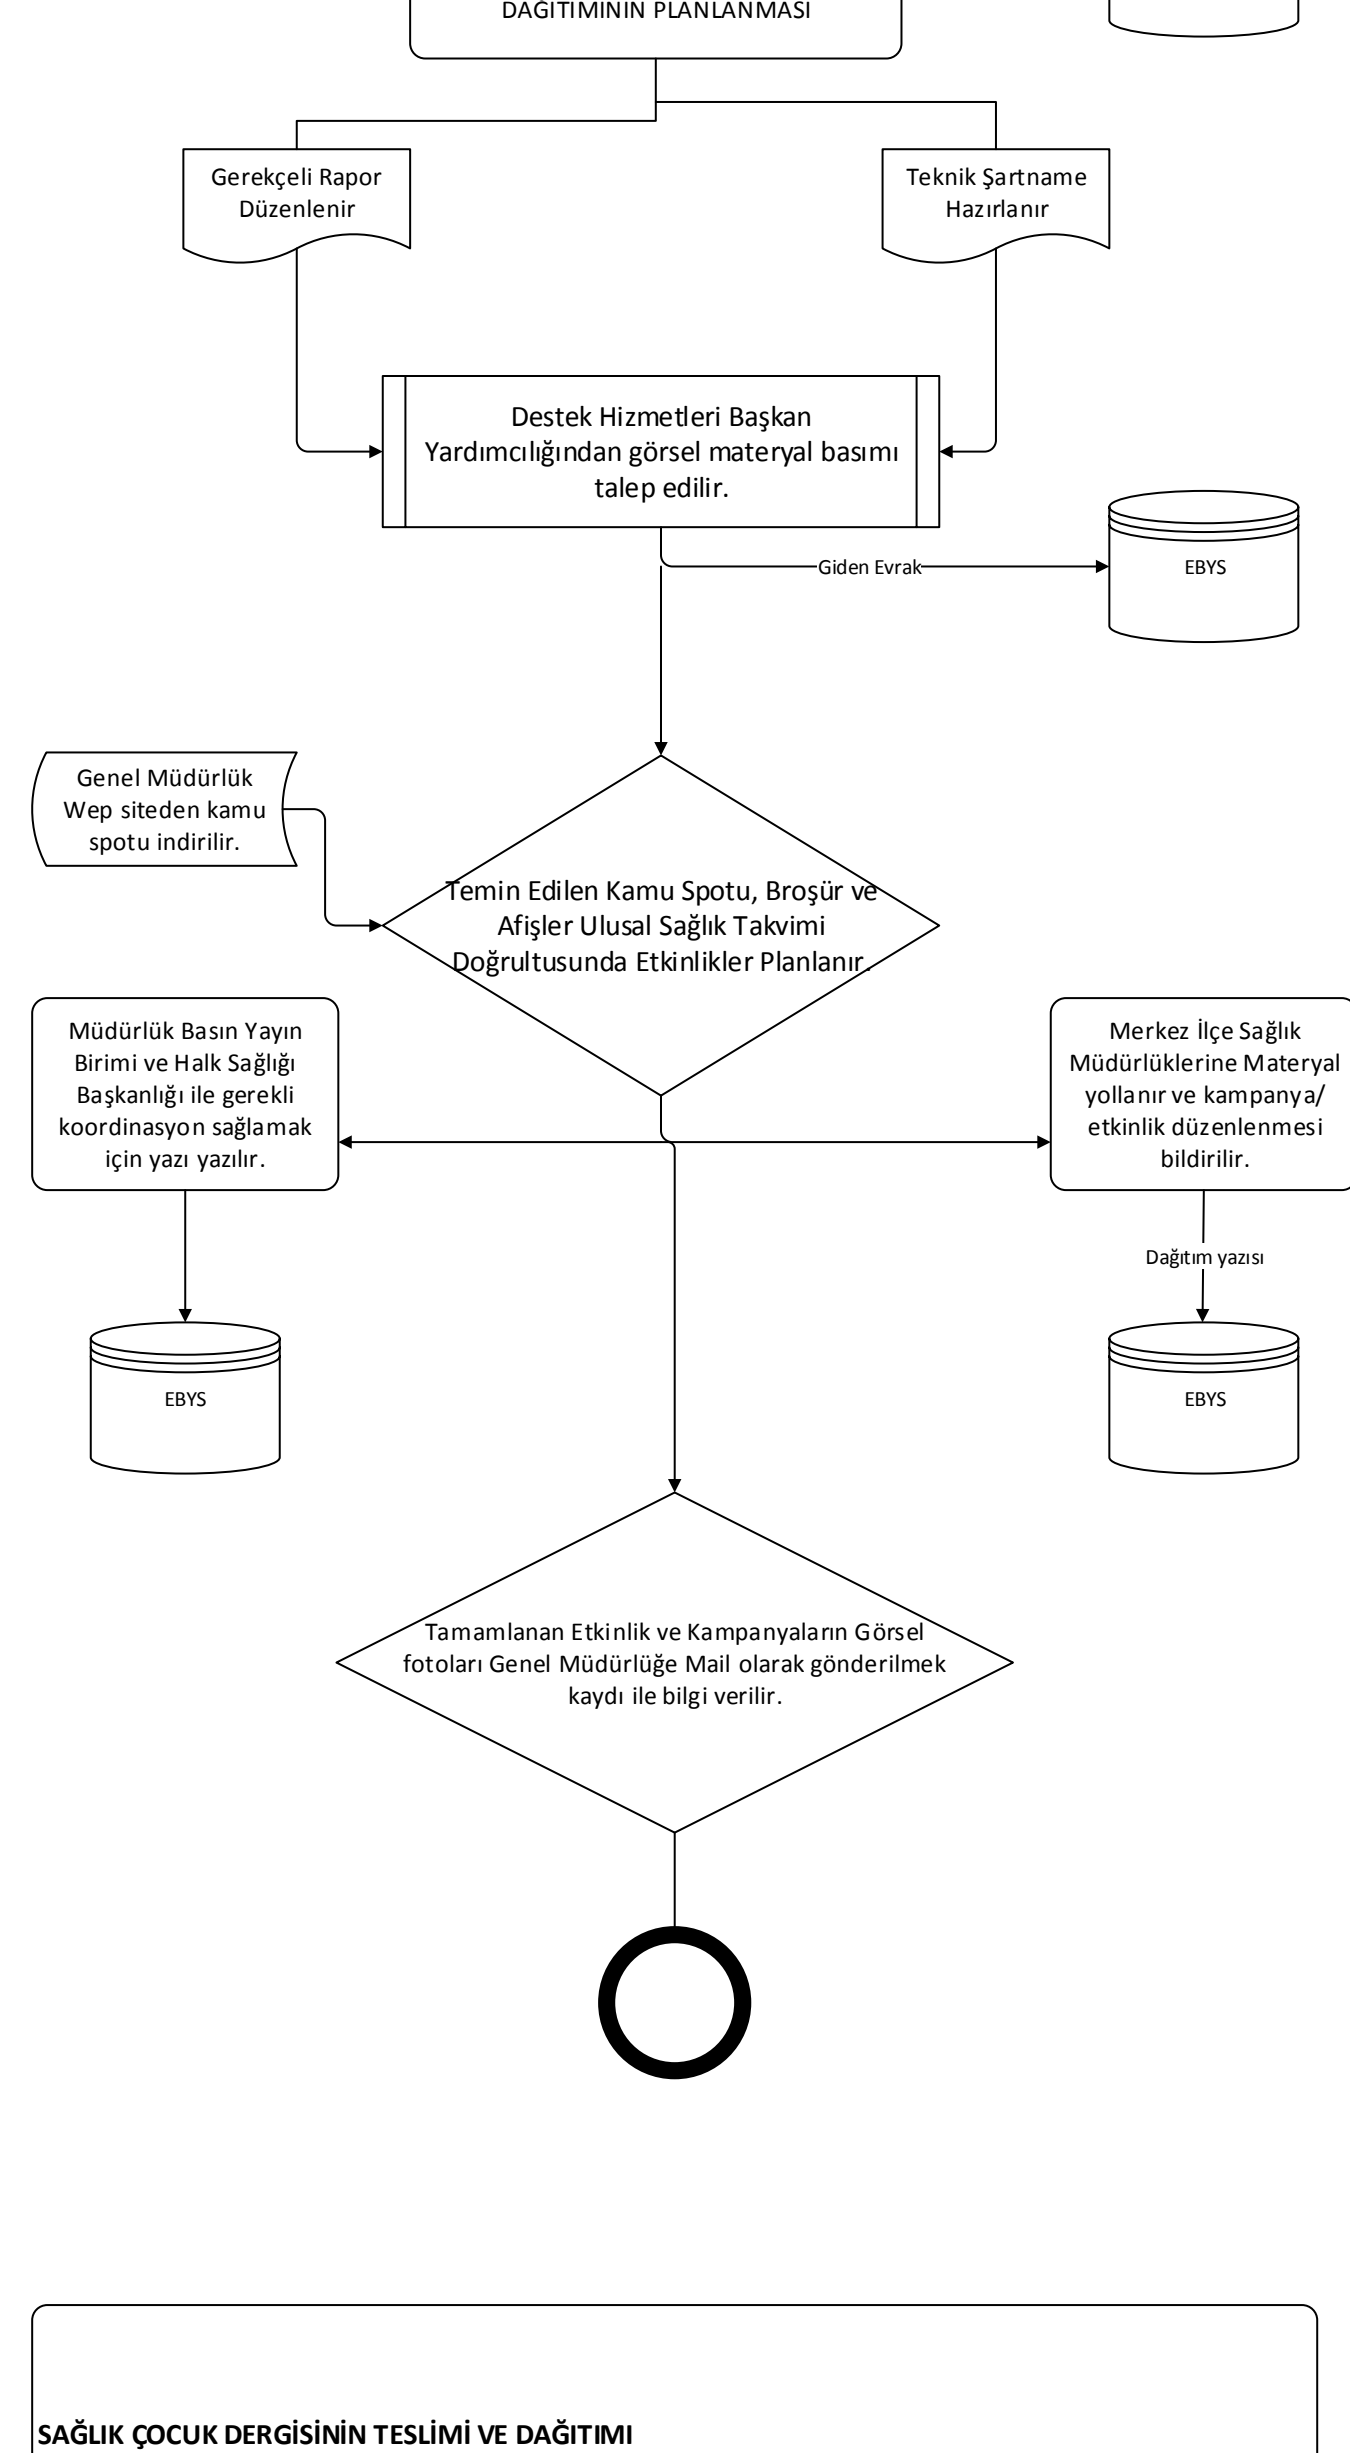 DAĞITIMININ PLANLANMASI
Gerekçeli Rapor
Düzenlenir
Teknik Şartname
Hazırlanır
Destek Hizmetleri Başkan
Yardımcılığından görsel materyal basımı
talep edilir.
Giden Evrak
EBYS
Genel Müdürlük
Wep siteden kamu
spotu indirilir.
Temin Edilen Kamu Spotu, Broşür ve
Afişler Ulusal Sağlık Takvimi
Doğrultusunda Etkinlikler Planlanır.
Müdürlük Basın Yayın
Birimi ve Halk Sağlığı
Başkanlığı ile gerekli
koordinasyon sağlamak
için yazı yazılır.
Merkez İlçe Sağlık
Müdürlüklerine Materyal
yollanır ve kampanya/
etkinlik düzenlenmesi
bildirilir.
Dağıtım yazısı
EBYS
EBYS
Tamamlanan Etkinlik ve Kampanyaların Görsel
fotoları Genel Müdürlüğe Mail olarak gönderilmek
kaydı ile bilgi verilir.
SAĞLIK ÇOCUK DERGİSİNİN TESLİMİ VE DAĞITIMI